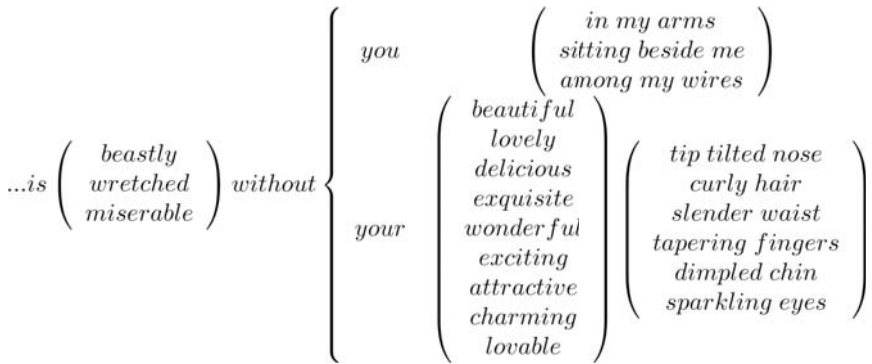 ...is ( beastly wretched miserable ) without { you ( in my arms sitting beside me among my wires )
your ( beautiful lovely delicious exquisite wonderful exciting attractive charming lovable ) ( tip tilted nose curly hair slender waist tapering fingers dimpled chin sparkling eyes )